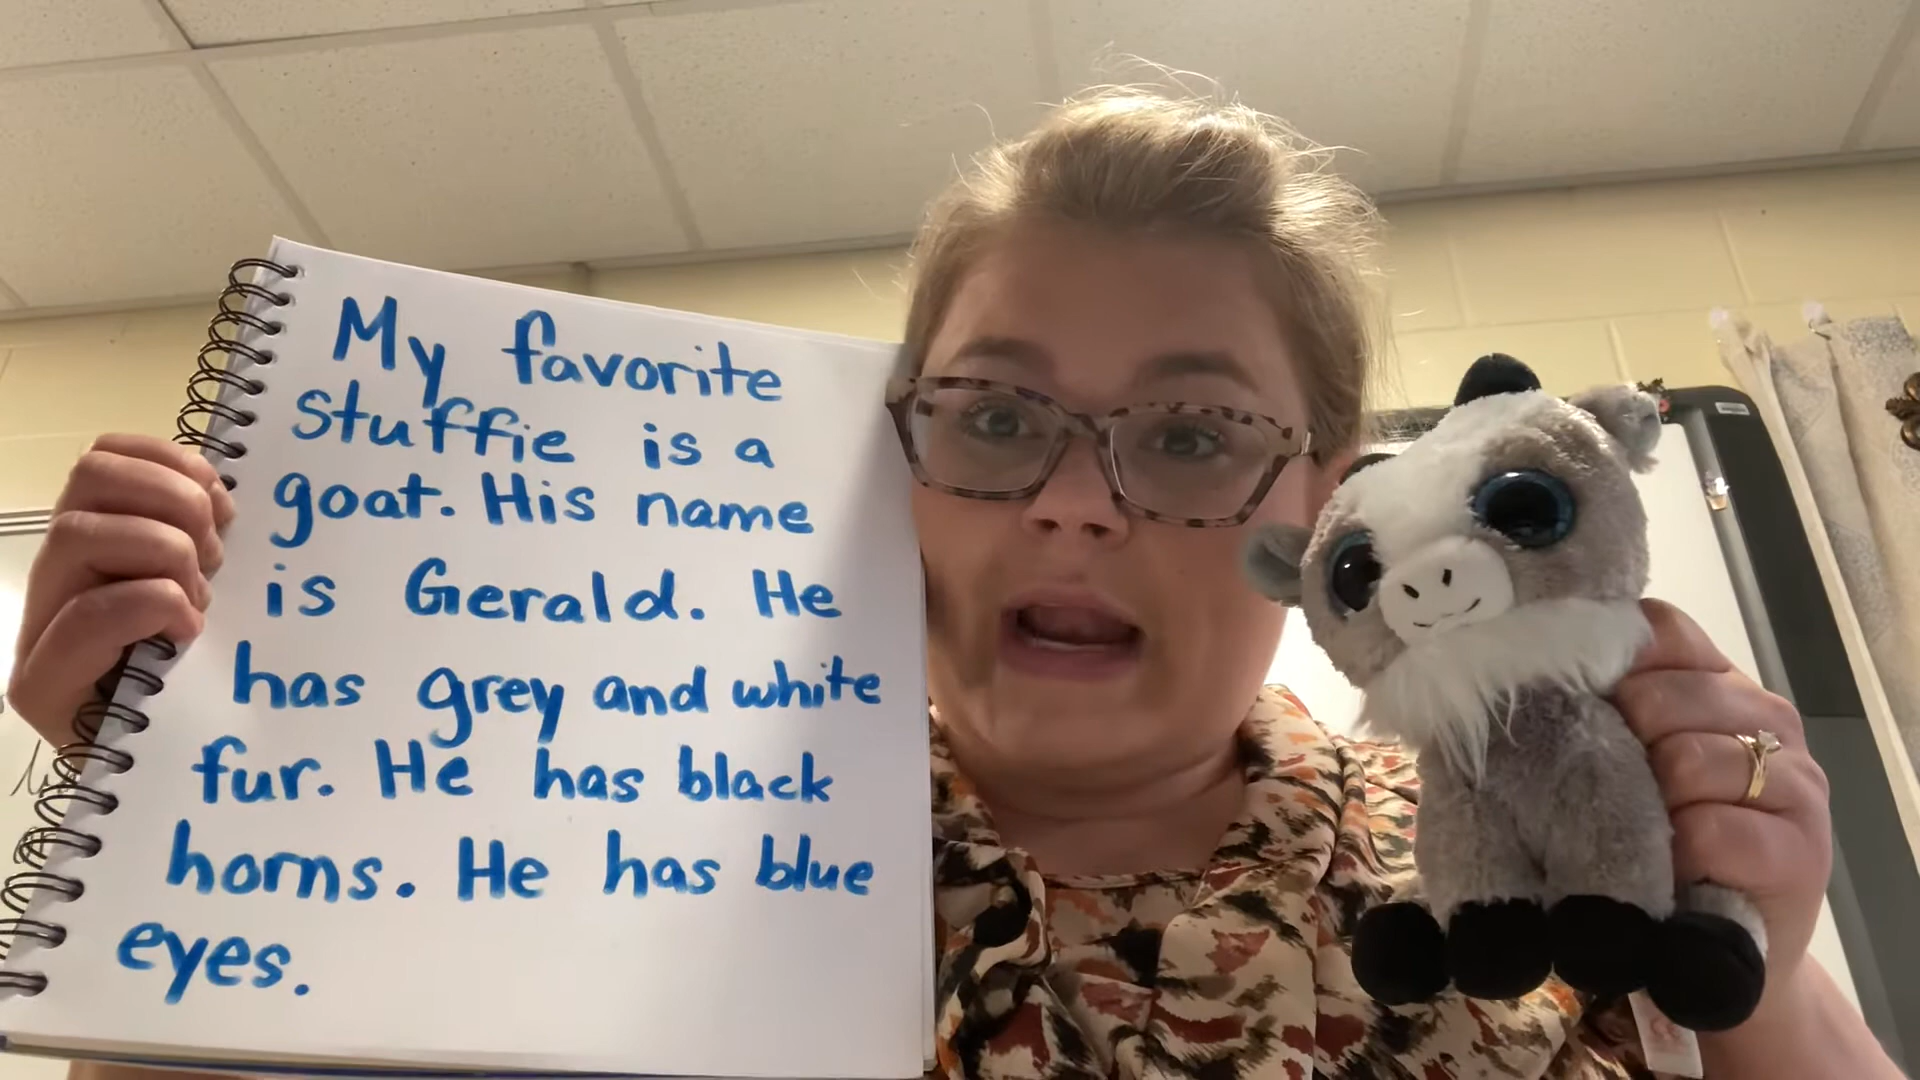 My favorite
stuffie is a
goat. His name
is Gerald. He
has grey and white
fur. He has black
horns. He has blue
eyes.